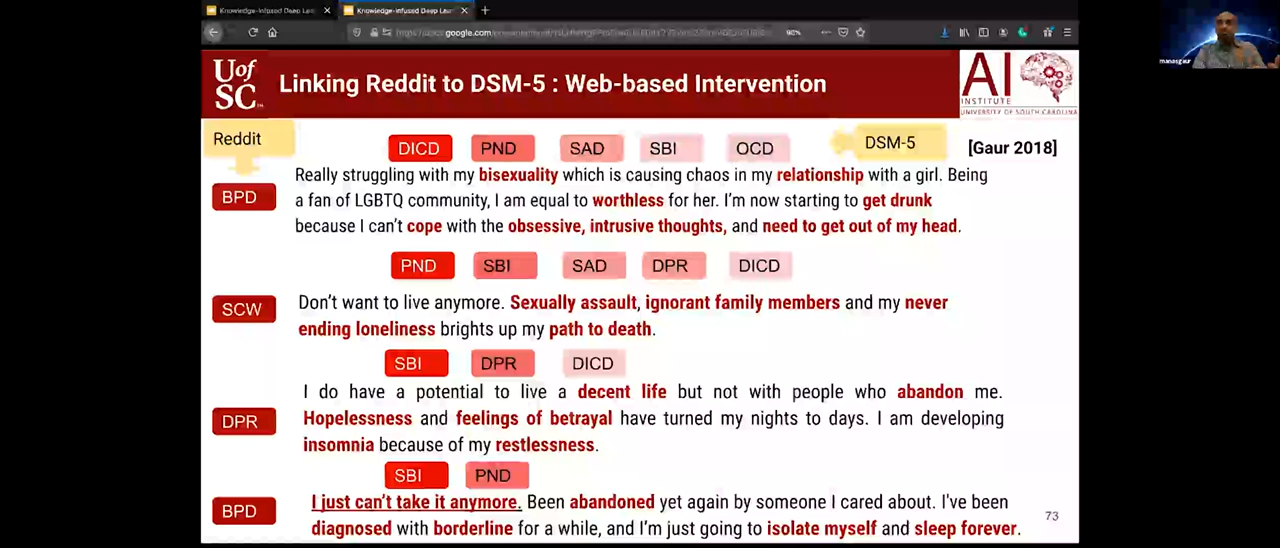 Knowledge-infused Deep Lea
Knowledge-infused Deep Lea
google.com
90%
manasgaur
UofSC
Linking Reddit to DSM-5 : Web-based Intervention
AI
INSTITUTE
UNIVERSITY OF SOUTH CAROLINA
Reddit
DICD PND SAD SBI OCD
DSM-5
[Gaur 2018]
BPD
Really struggling with my bisexuality which is causing chaos in my relationship with a girl. Being
a fan of LGBTQ community, I am equal to worthless for her. I'm now starting to get drunk
because I can't cope with the obsessive, intrusive thoughts, and need to get out of my head.
PND SBI SAD DPR DICD
SCW
Don't want to live anymore. Sexually assault, ignorant family members and my never
ending loneliness brights up my path to death.
SBI DPR DICD
DPR
I do have a potential to live a decent life but not with people who abandon me.
Hopelessness and feelings of betrayal have turned my nights to days. I am developing
insomnia because of my restlessness.
SBI PND
BPD
I just can't take it anymore. Been abandoned yet again by someone I cared about. I've been
diagnosed with borderline for a while, and I'm just going to isolate myself and sleep forever.
73